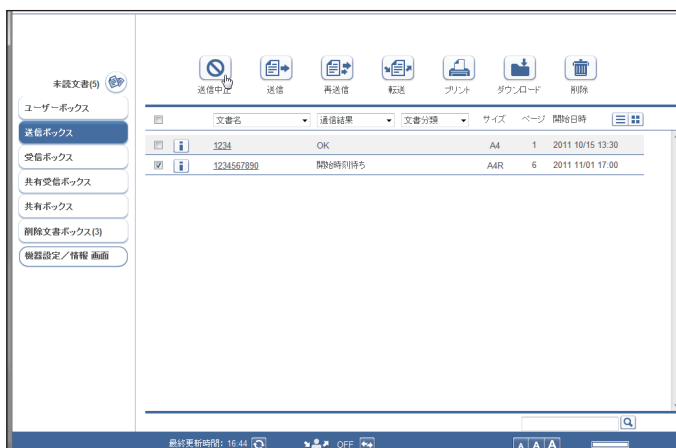 未読文書(5)
送信中止 送信 再送信 転送 プリント ダウンロード 削除
ユーザーボックス
送信ボックス
受信ボックス
共有受信ボックス
共有ボックス
削除文書ボックス(3)
機器設定／情報 画面
文書名 通信結果 文書分類 サイズ ページ 開始日時
1234 OK A4 1 2011 10/15 13:30
1234567890 開始時刻待ち A4R 6 2011 11/01 17:00
最終更新時間: 16:44 OFF A A A